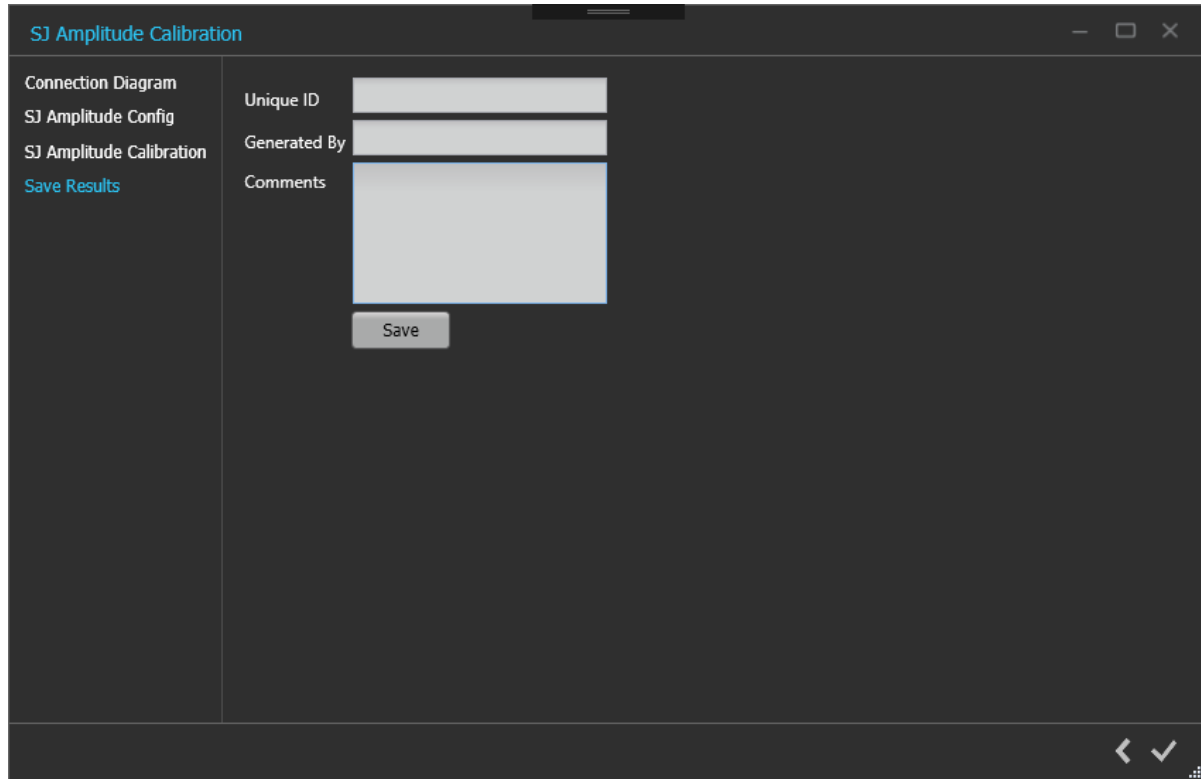 SJ Amplitude Calibration
Connection Diagram
SJ Amplitude Config
SJ Amplitude Calibration
Save Results
Unique ID
Generated By
Comments
Save